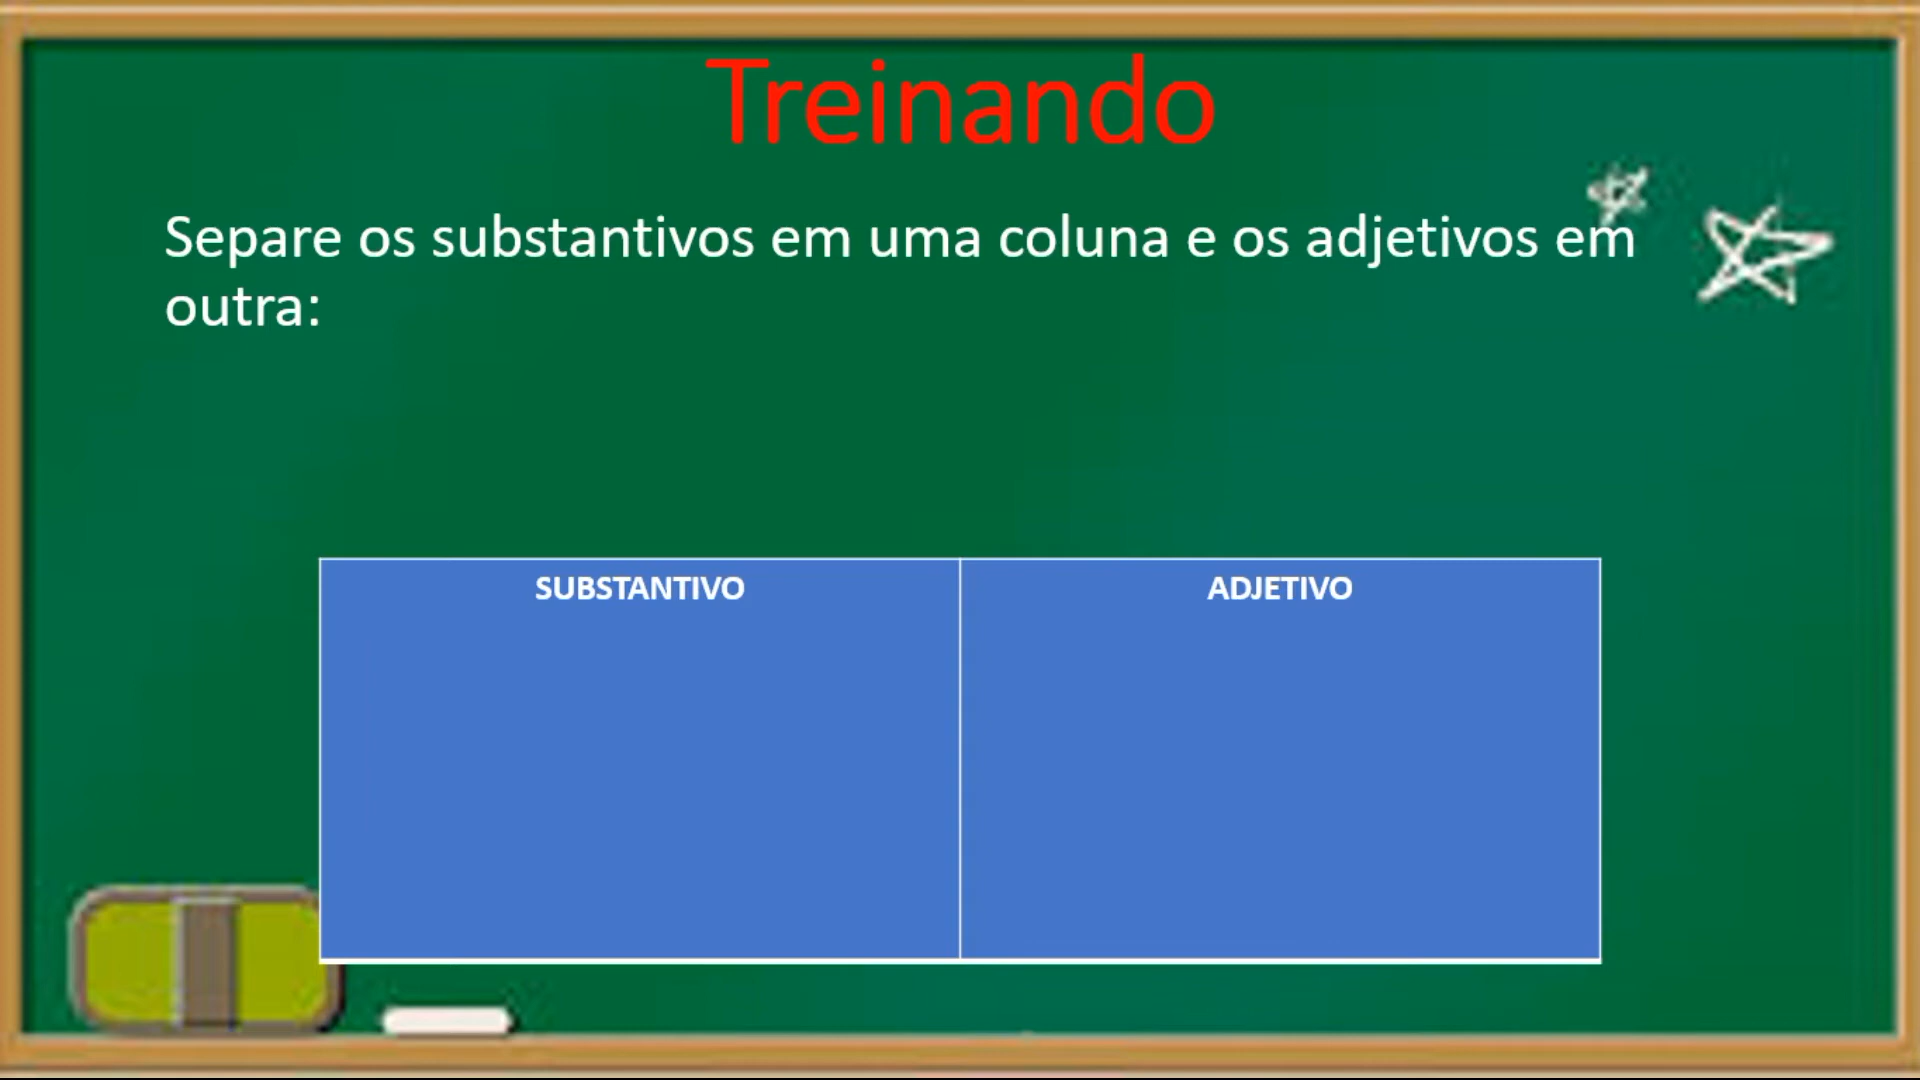 Treinando
Separe os substantivos em uma coluna e os adjetivos em
outra:
SUBSTANTIVO
ADJETIVO